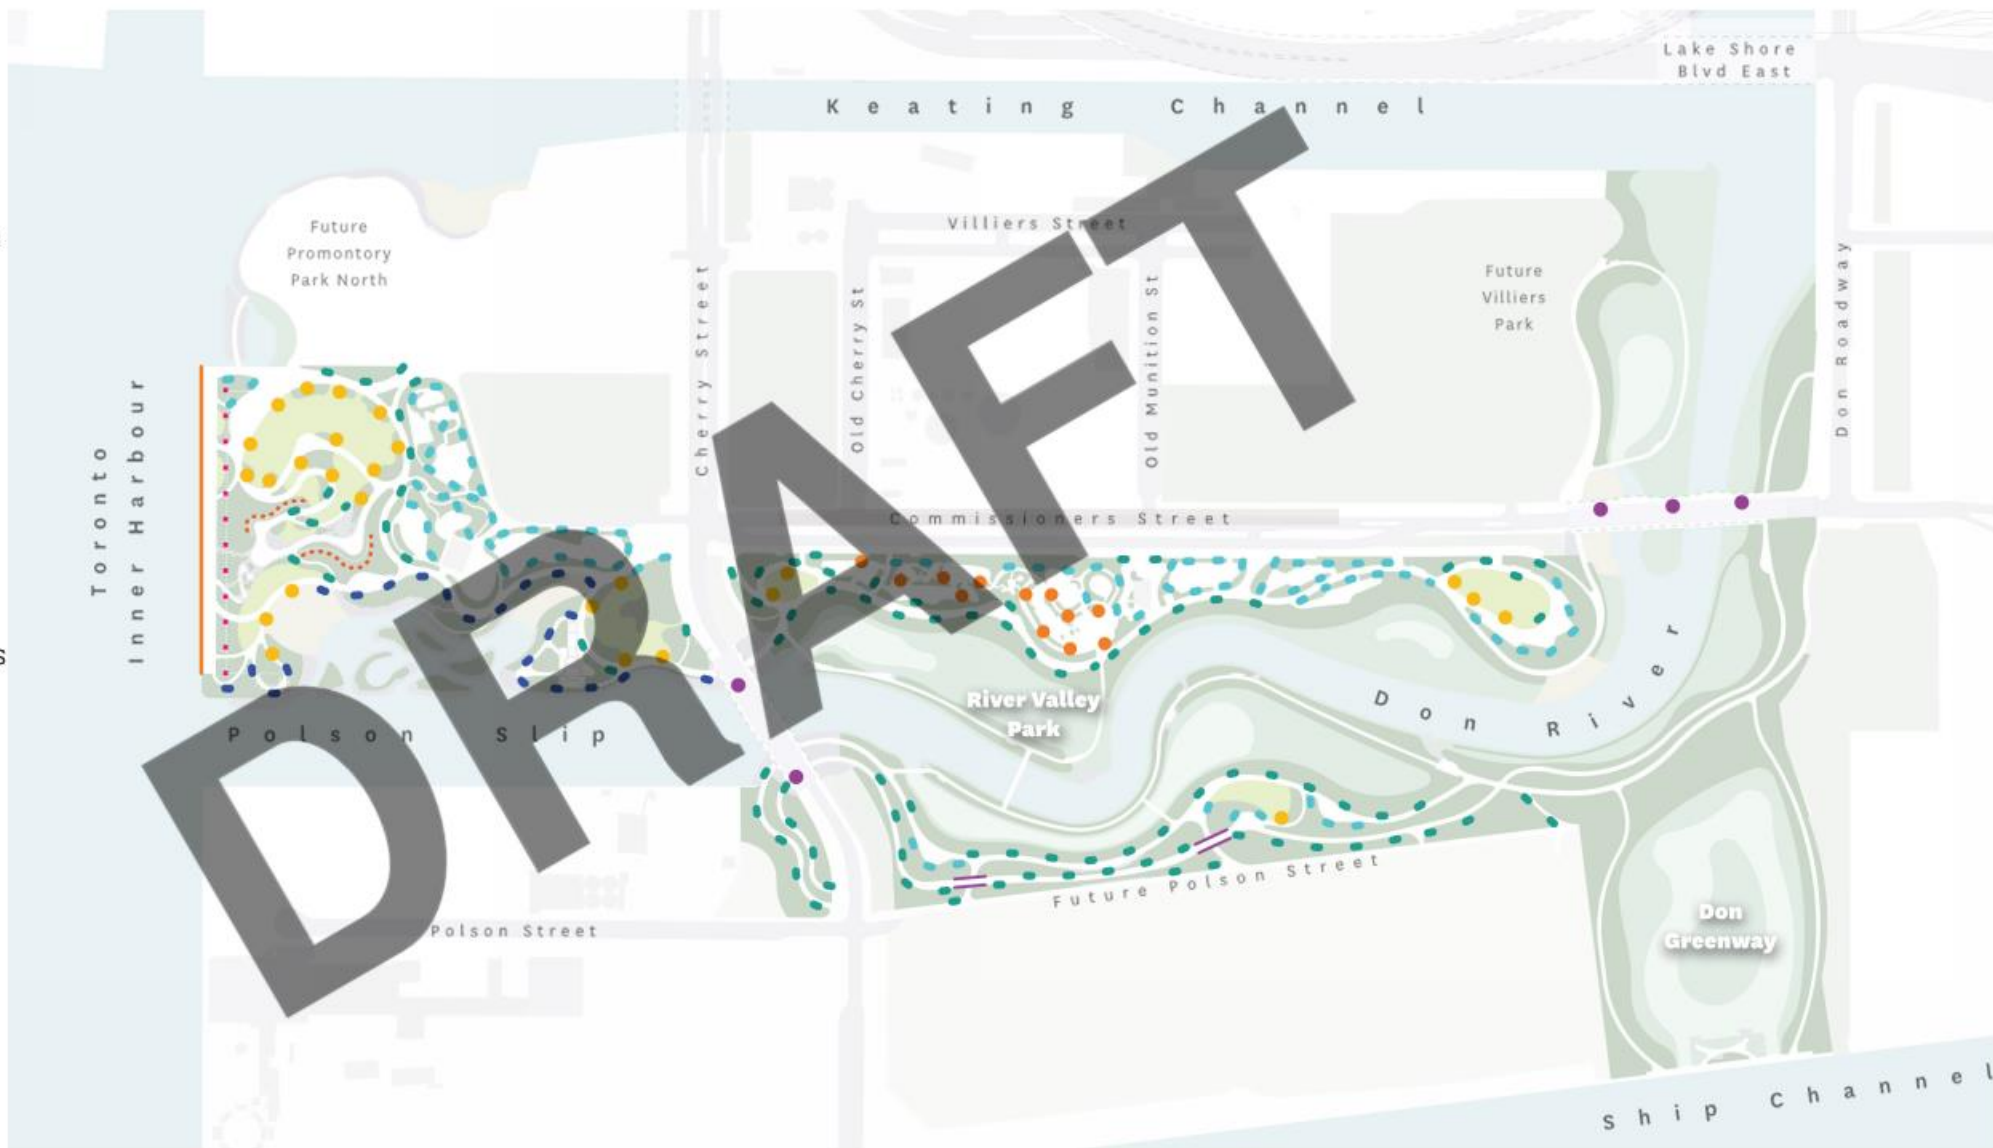 Lake Shore
Blvd East
Keating Channel
Villiers Street
Future
Promontory
Park North
Future
Villiers
Park
Cherry Street
Old Cherry St
Old Munition St
Don Roadway
Toronto
Inner Harbour
Commissioners Street
DRAFT
River Valley
Park
Don River
Polson Slip
Future Polson Street
Polson Street
Don
Greenway
Ship Channel